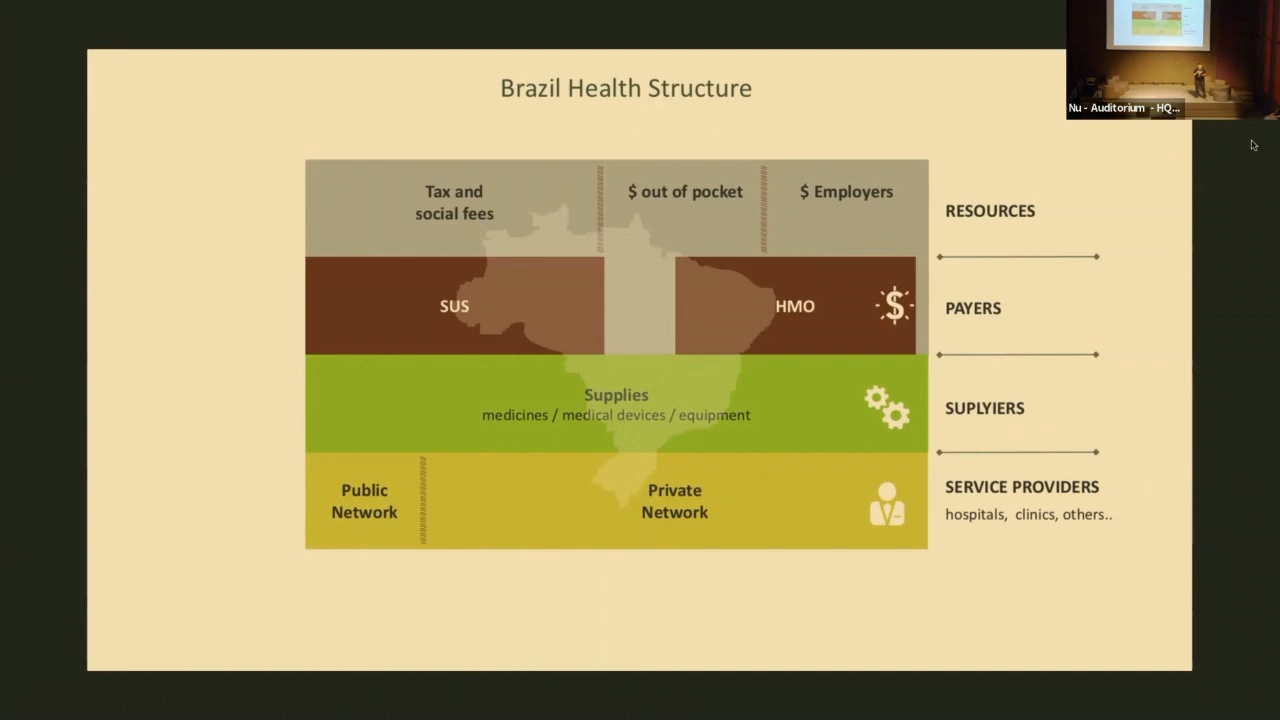 Brazil Health Structure
Nu - Auditorium - HQ...
Tax and
social fees
$ out of pocket
$ Employers
RESOURCES
SUS
HMO
$
PAYERS
Supplies
medicines / medical devices / equipment
SUPLYIERS
Public
Network
Private
Network
SERVICE PROVIDERS
hospitals, clinics, others..